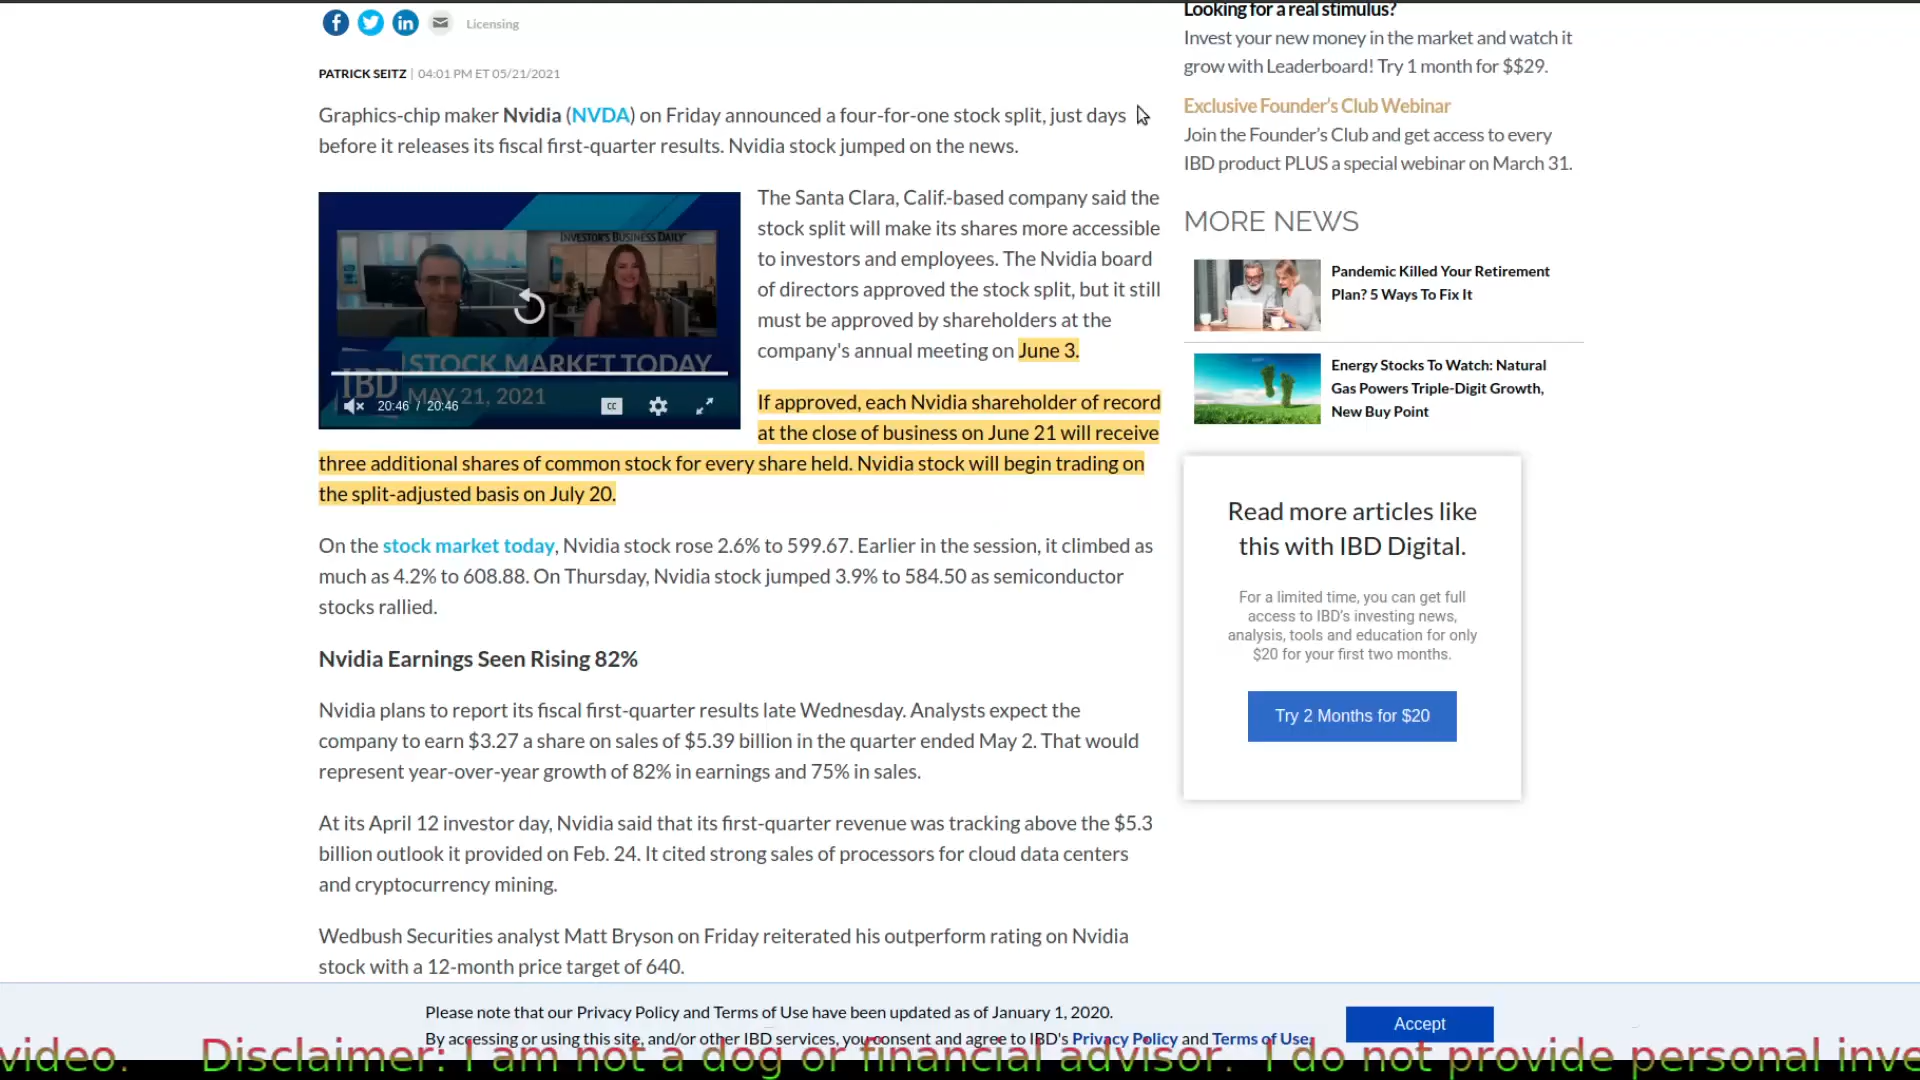 Licensing
PATRICK SEITZ | 04:01 PM ET 05/21/2021
Graphics-chip maker Nvidia (NVDA) on Friday announced a four-for-one stock split, just days
before it releases its fiscal first-quarter results. Nvidia stock jumped on the news.
INVESTOR'S BUSINESS DAILY
STOCK MARKET TODAY
IBD
MAY 21, 2021
20:46 / 20:46
CC
The Santa Clara, Calif.-based company said the
stock split will make its shares more accessible
to investors and employees. The Nvidia board
of directors approved the stock split, but it still
must be approved by shareholders at the
company's annual meeting on June 3.
If approved, each Nvidia shareholder of record
at the close of business on June 21 will receive
three additional shares of common stock for every share held. Nvidia stock will begin trading on
the split-adjusted basis on July 20.
On the stock market today, Nvidia stock rose 2.6% to 599.67. Earlier in the session, it climbed as
much as 4.2% to 608.88. On Thursday, Nvidia stock jumped 3.9% to 584.50 as semiconductor
stocks rallied.
Nvidia Earnings Seen Rising 82%
Nvidia plans to report its fiscal first-quarter results late Wednesday. Analysts expect the
company to earn $3.27 a share on sales of $5.39 billion in the quarter ended May 2. That would
represent year-over-year growth of 82% in earnings and 75% in sales.
At its April 12 investor day, Nvidia said that its first-quarter revenue was tracking above the $5.3
billion outlook it provided on Feb. 24. It cited strong sales of processors for cloud data centers
and cryptocurrency mining.
Wedbush Securities analyst Matt Bryson on Friday reiterated his outperform rating on Nvidia
stock with a 12-month price target of 640.
Looking for a real stimulus?
Invest your new money in the market and watch it
grow with Leaderboard! Try 1 month for $$29.
Exclusive Founder's Club Webinar
Join the Founder's Club and get access to every
IBD product PLUS a special webinar on March 31.
MORE NEWS
Pandemic Killed Your Retirement
Plan? 5 Ways To Fix It
Energy Stocks To Watch: Natural
Gas Powers Triple-Digit Growth,
New Buy Point
Read more articles like
this with IBD Digital.
For a limited time, you can get full
access to IBD's investing news,
analysis, tools and education for only
$20 for your first two months.
Try 2 Months for $20
Please note that our Privacy Policy and Terms of Use have been updated as of January 1, 2020.
By accessing or using this site, and/or other IBD services, you consent and agree to IBD's Privacy Policy and Terms of Use.
Accept
video. Disclaimer: I am not a dog or financial advisor. I do not provide personal inve